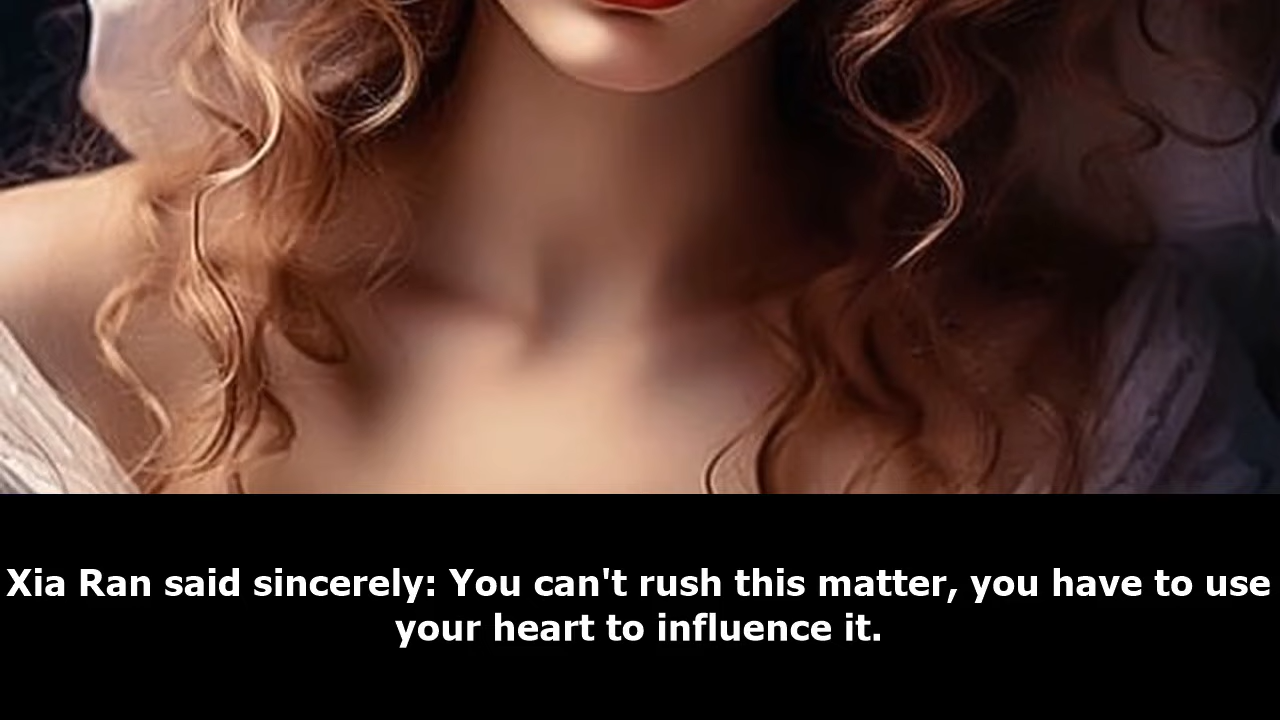 Xia Ran said sincerely: You can't rush this matter, you have to use
your heart to influence it.